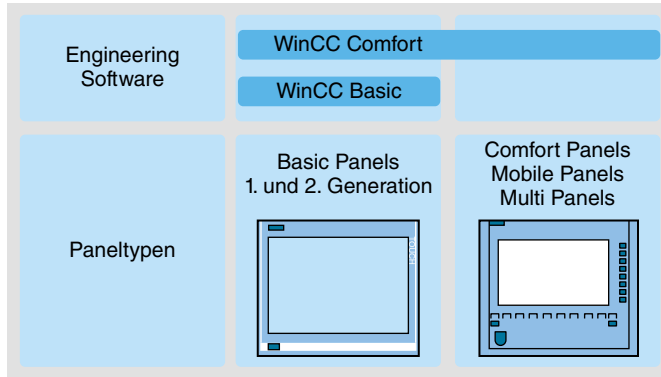 Engineering
Software
WinCC Comfort
WinCC Basic
Paneltypen
Basic Panels
1. und 2. Generation
Comfort Panels
Mobile Panels
Multi Panels
TOUCH